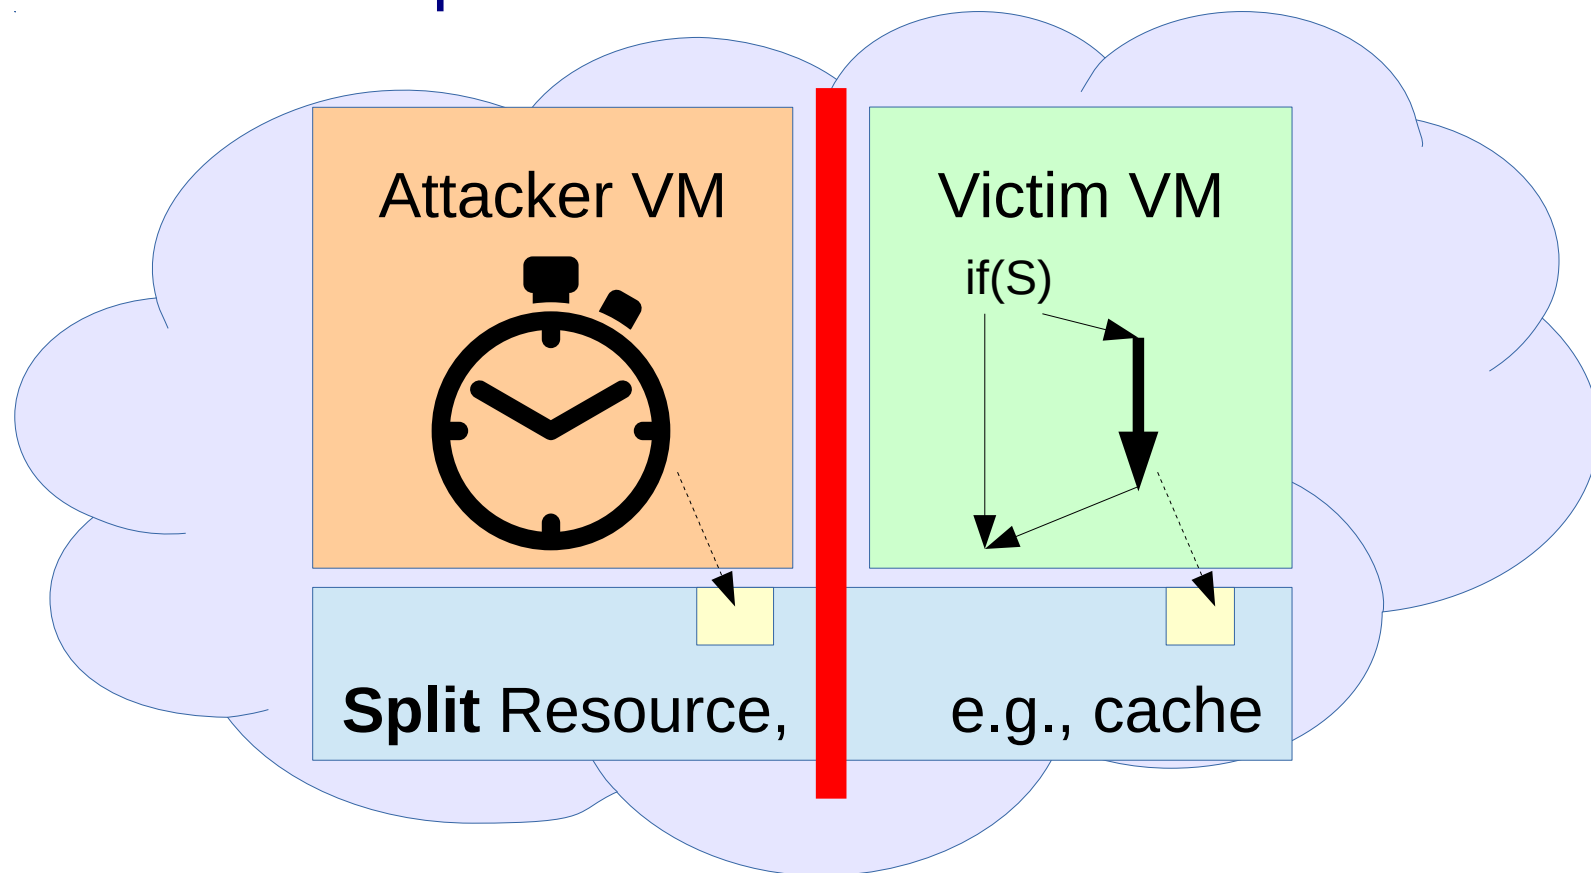 Attacker VM
Victim VM
if(S)
Split Resource, e.g., cache